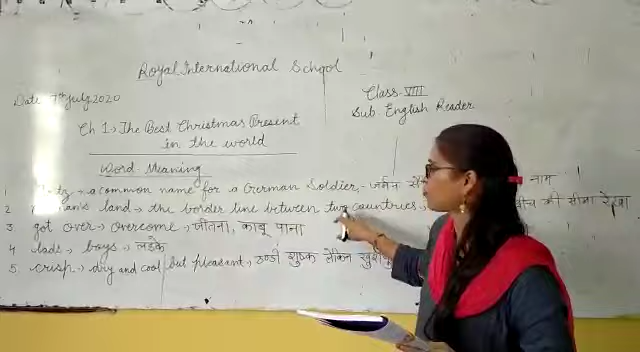 Royal International School
Date 7th July 2020
Class - VIII
Sub. English Reader
Ch 1. The Best Christmas Present
in the world
Word Meaning
1 → a common name for a German Soldier - जर्मन नाम
2 land → the border line between two countries → की सीमा रेखा
3 got over → overcome → जीतना, काबू पाना
4 lads → boys → लड़के
5. crisp → dry and cool but pleasant → ठण्डी शुष्क लेकिन